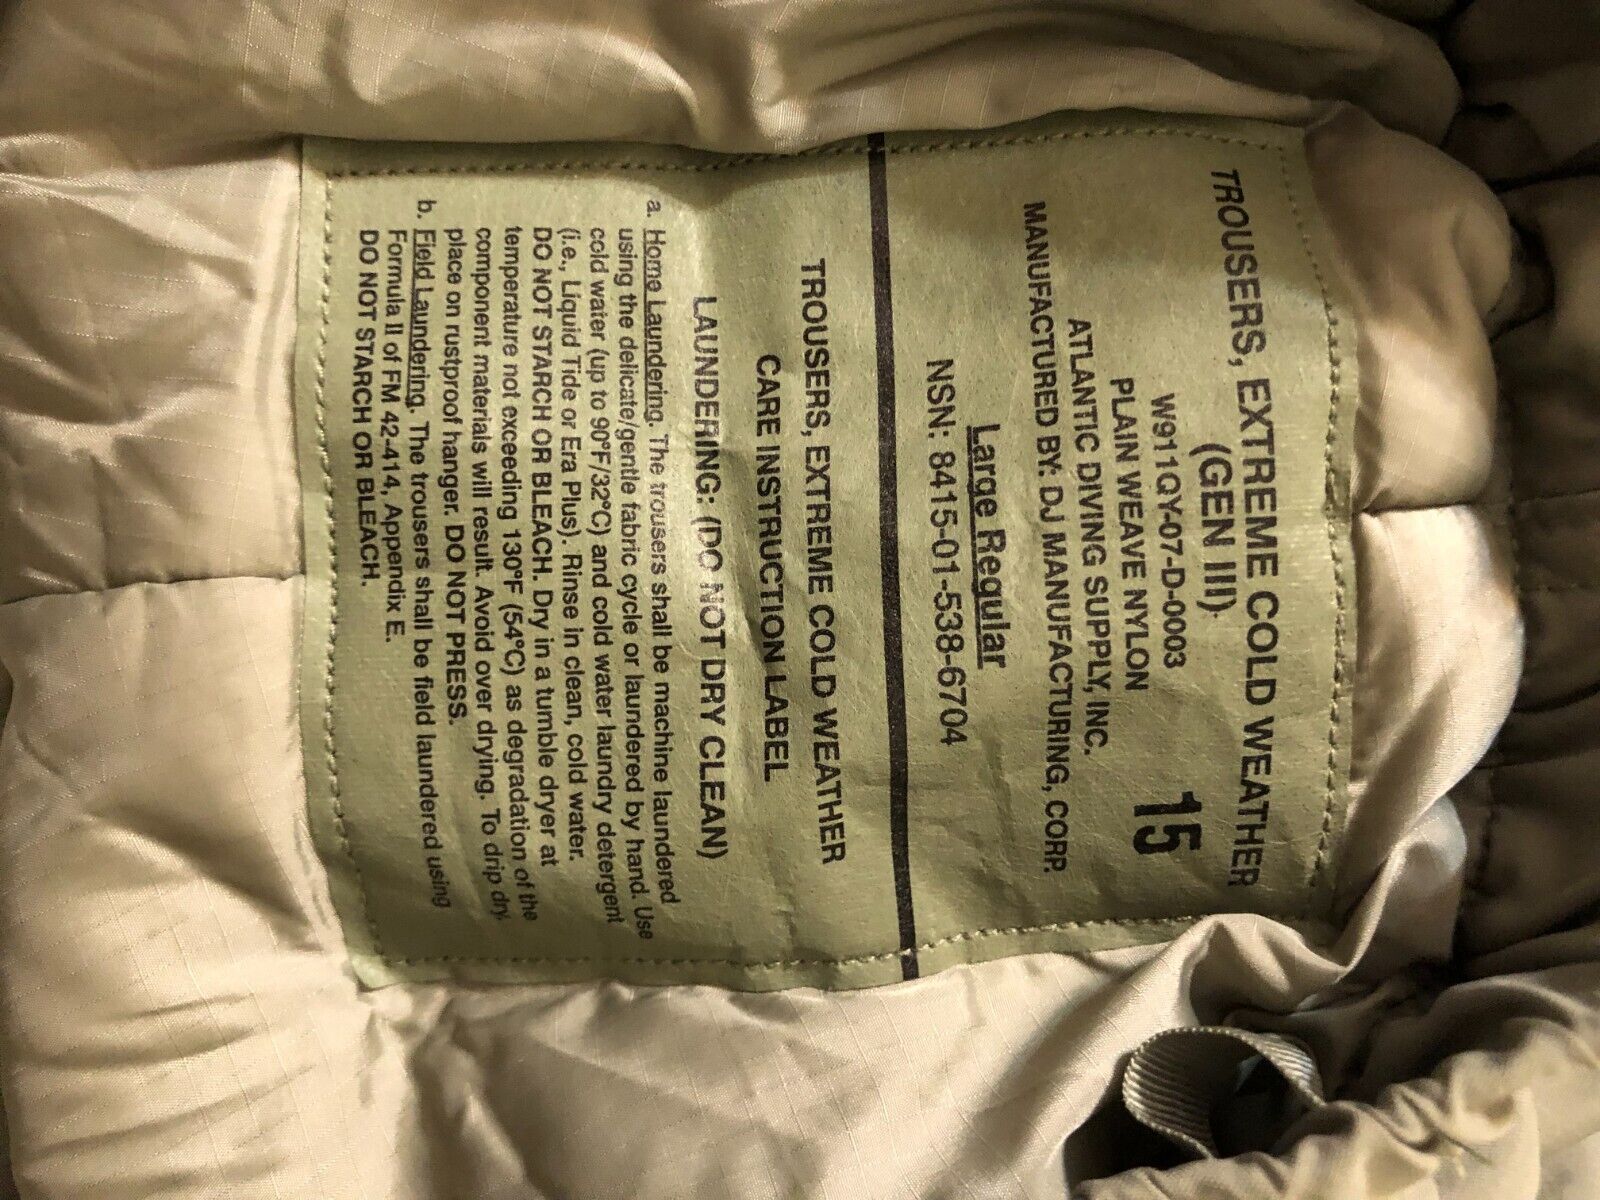 TROUSERS, EXTREME COLD WEATHER
(GEN III)
W911QY-07-D-0003
PLAIN WEAVE NYLON
15
ATLANTIC DIVING SUPPLY, INC.
MANUFACTURED BY: DJ MANUFACTURING, CORP.
Large Regular
NSN: 8415-01-538-6704
TROUSERS, EXTREME COLD WEATHER
CARE INSTRUCTION LABEL
LAUNDERING: (DO NOT DRY CLEAN)
a. Home Laundering. The trousers shall be machine laundered
using the delicate/gentle fabric cycle or laundered by hand. Use
cold water (up to 90°F/32°C) and cold water laundry detergent
(i.e., Liquid Tide or Era Plus). Rinse in clean, cold water.
DO NOT STARCH OR BLEACH. Dry in a tumble dryer at
temperature not exceeding 130°F (54°C) as degradation of the
component materials will result. Avoid over drying. To drip dry,
place on rustproof hanger. DO NOT PRESS.
b. Field Laundering. The trousers shall be field laundered using
Formula II of FM 42-414, Appendix E.
DO NOT STARCH OR BLEACH.